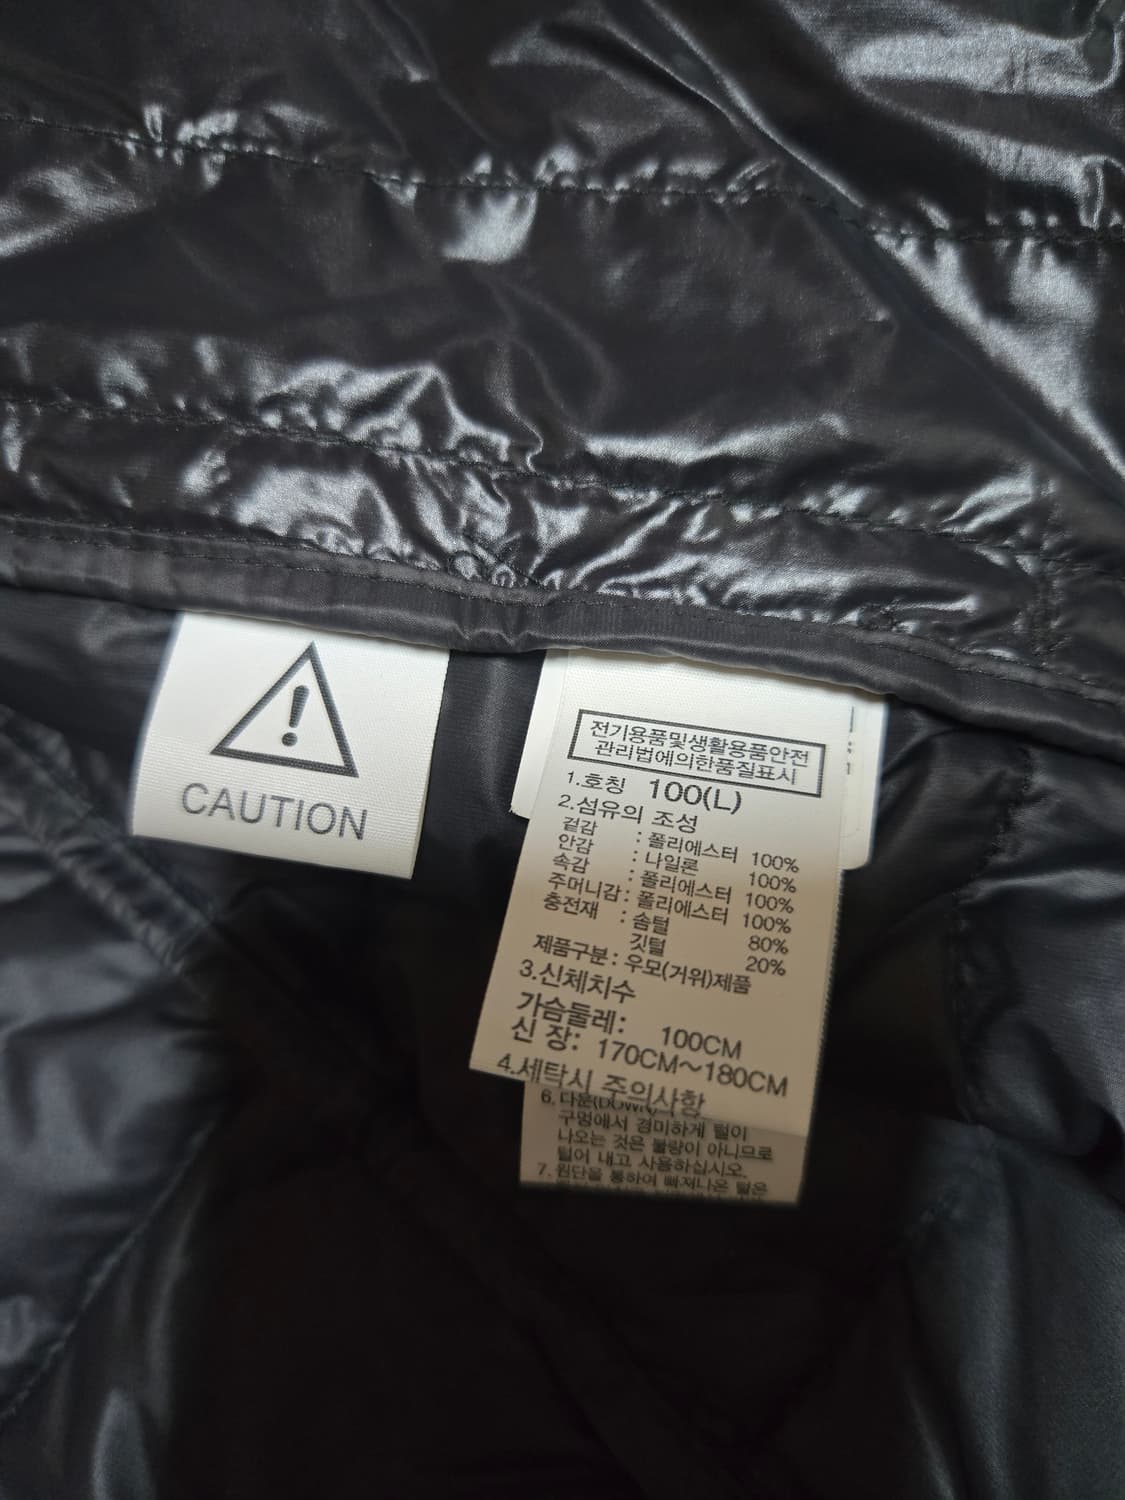 CAUTION
전기용품및생활용품안전
관리법에의한품질표시
1.호칭 100(L)
2.섬유의 조성
겉감 : 폴리에스터 100%
안감 : 나일론 100%
속감 : 폴리에스터 100%
주머니감 : 폴리에스터 100%
충전재 : 솜털 80%
깃털 20%
제품구분 : 우모(거위)제품
3.신체치수
가슴둘레: 100CM
신 장: 170CM~180CM
4.세탁시 주의사항
6. 다운(DOWN)
구멍에서 경미하게 털이
나오는 것은 불량이 아니므로
털어 내고 사용하십시오.
7. 원단을 통하여 빠져나온 털은